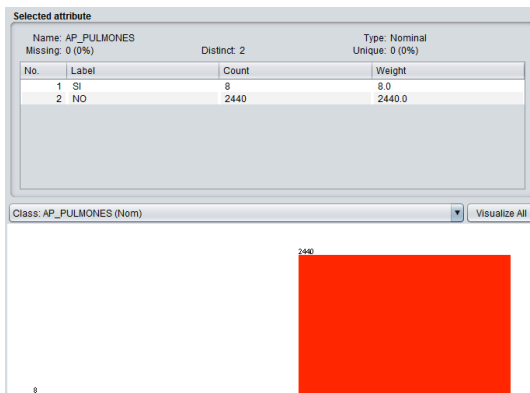 Selected attribute
Name: AP_PULMONES Type: Nominal
Missing: 0 (0%) Distinct: 2 Unique: 0 (0%)
No. Label Count Weight
1 SI 8 8.0
2 NO 2440 2440.0
Class: AP_PULMONES (Nom) Visualize All
2440
8